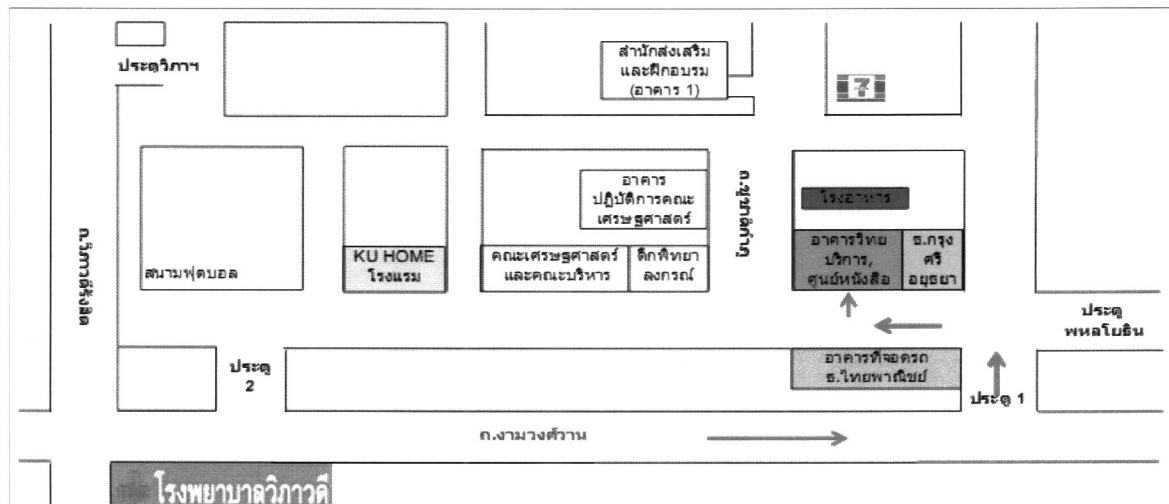 สำนักส่งเสริม
และฝึกอบรม
(อาคาร 1)
ประตูวิภาฯ
7
อาคาร
ปฏิบัติการคณะ
เศรษฐศาสตร์
ถ.ชูชาติกำภู
โรงอาหาร
ถ.วิภาวดีรังสิต
สนามฟุตบอล
KU HOME
โรงแรม
คณะเศรษฐศาสตร์
และคณะบริหาร
ตึกพิทยา
ลงกรณ์
อาคารวิทย
บริการ,
ศูนย์หนังสือ
ธ.กรุง
ศรี
อยุธยา
ประตู
พหลโยธิน
ประตู
2
อาคารที่จอดรถ
ธ.ไทยพาณิชย์
ประตู 1
ถ.งามวงศ์วาน
โรงพยาบาลวิภาวดี